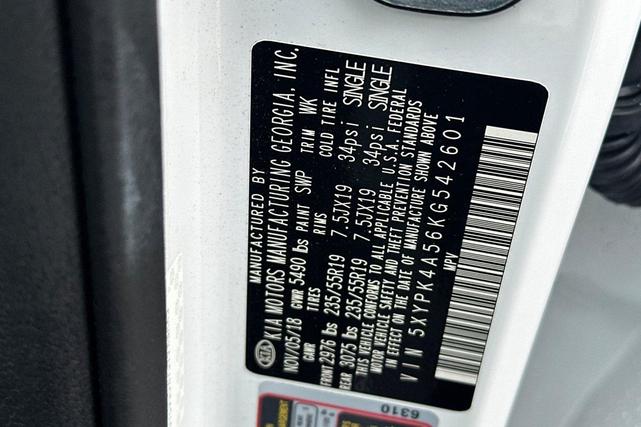 MANUFACTURED BY
KIA KIA MOTORS MANUFACTURING GEORGIA, INC.
NOV/05/18 GVWR 5490 lbs PAINT SWP TRIM WK
GAWR TIRES RIMS COLD TIRE INFL
FRONT 2976 lbs 235/55R19 7.5JX19 34psi SINGLE
REAR 3075 lbs 235/55R19 7.5JX19 34psi SINGLE
THIS VEHICLE CONFORMS TO ALL APPLICABLE U.S.A. FEDERAL
MOTOR VEHICLE SAFETY AND THEFT PREVENTION STANDARDS
IN EFFECT ON THE DATE OF MANUFACTURE SHOWN ABOVE
VIN 5XYPK4A56KG542601
MPV
6310